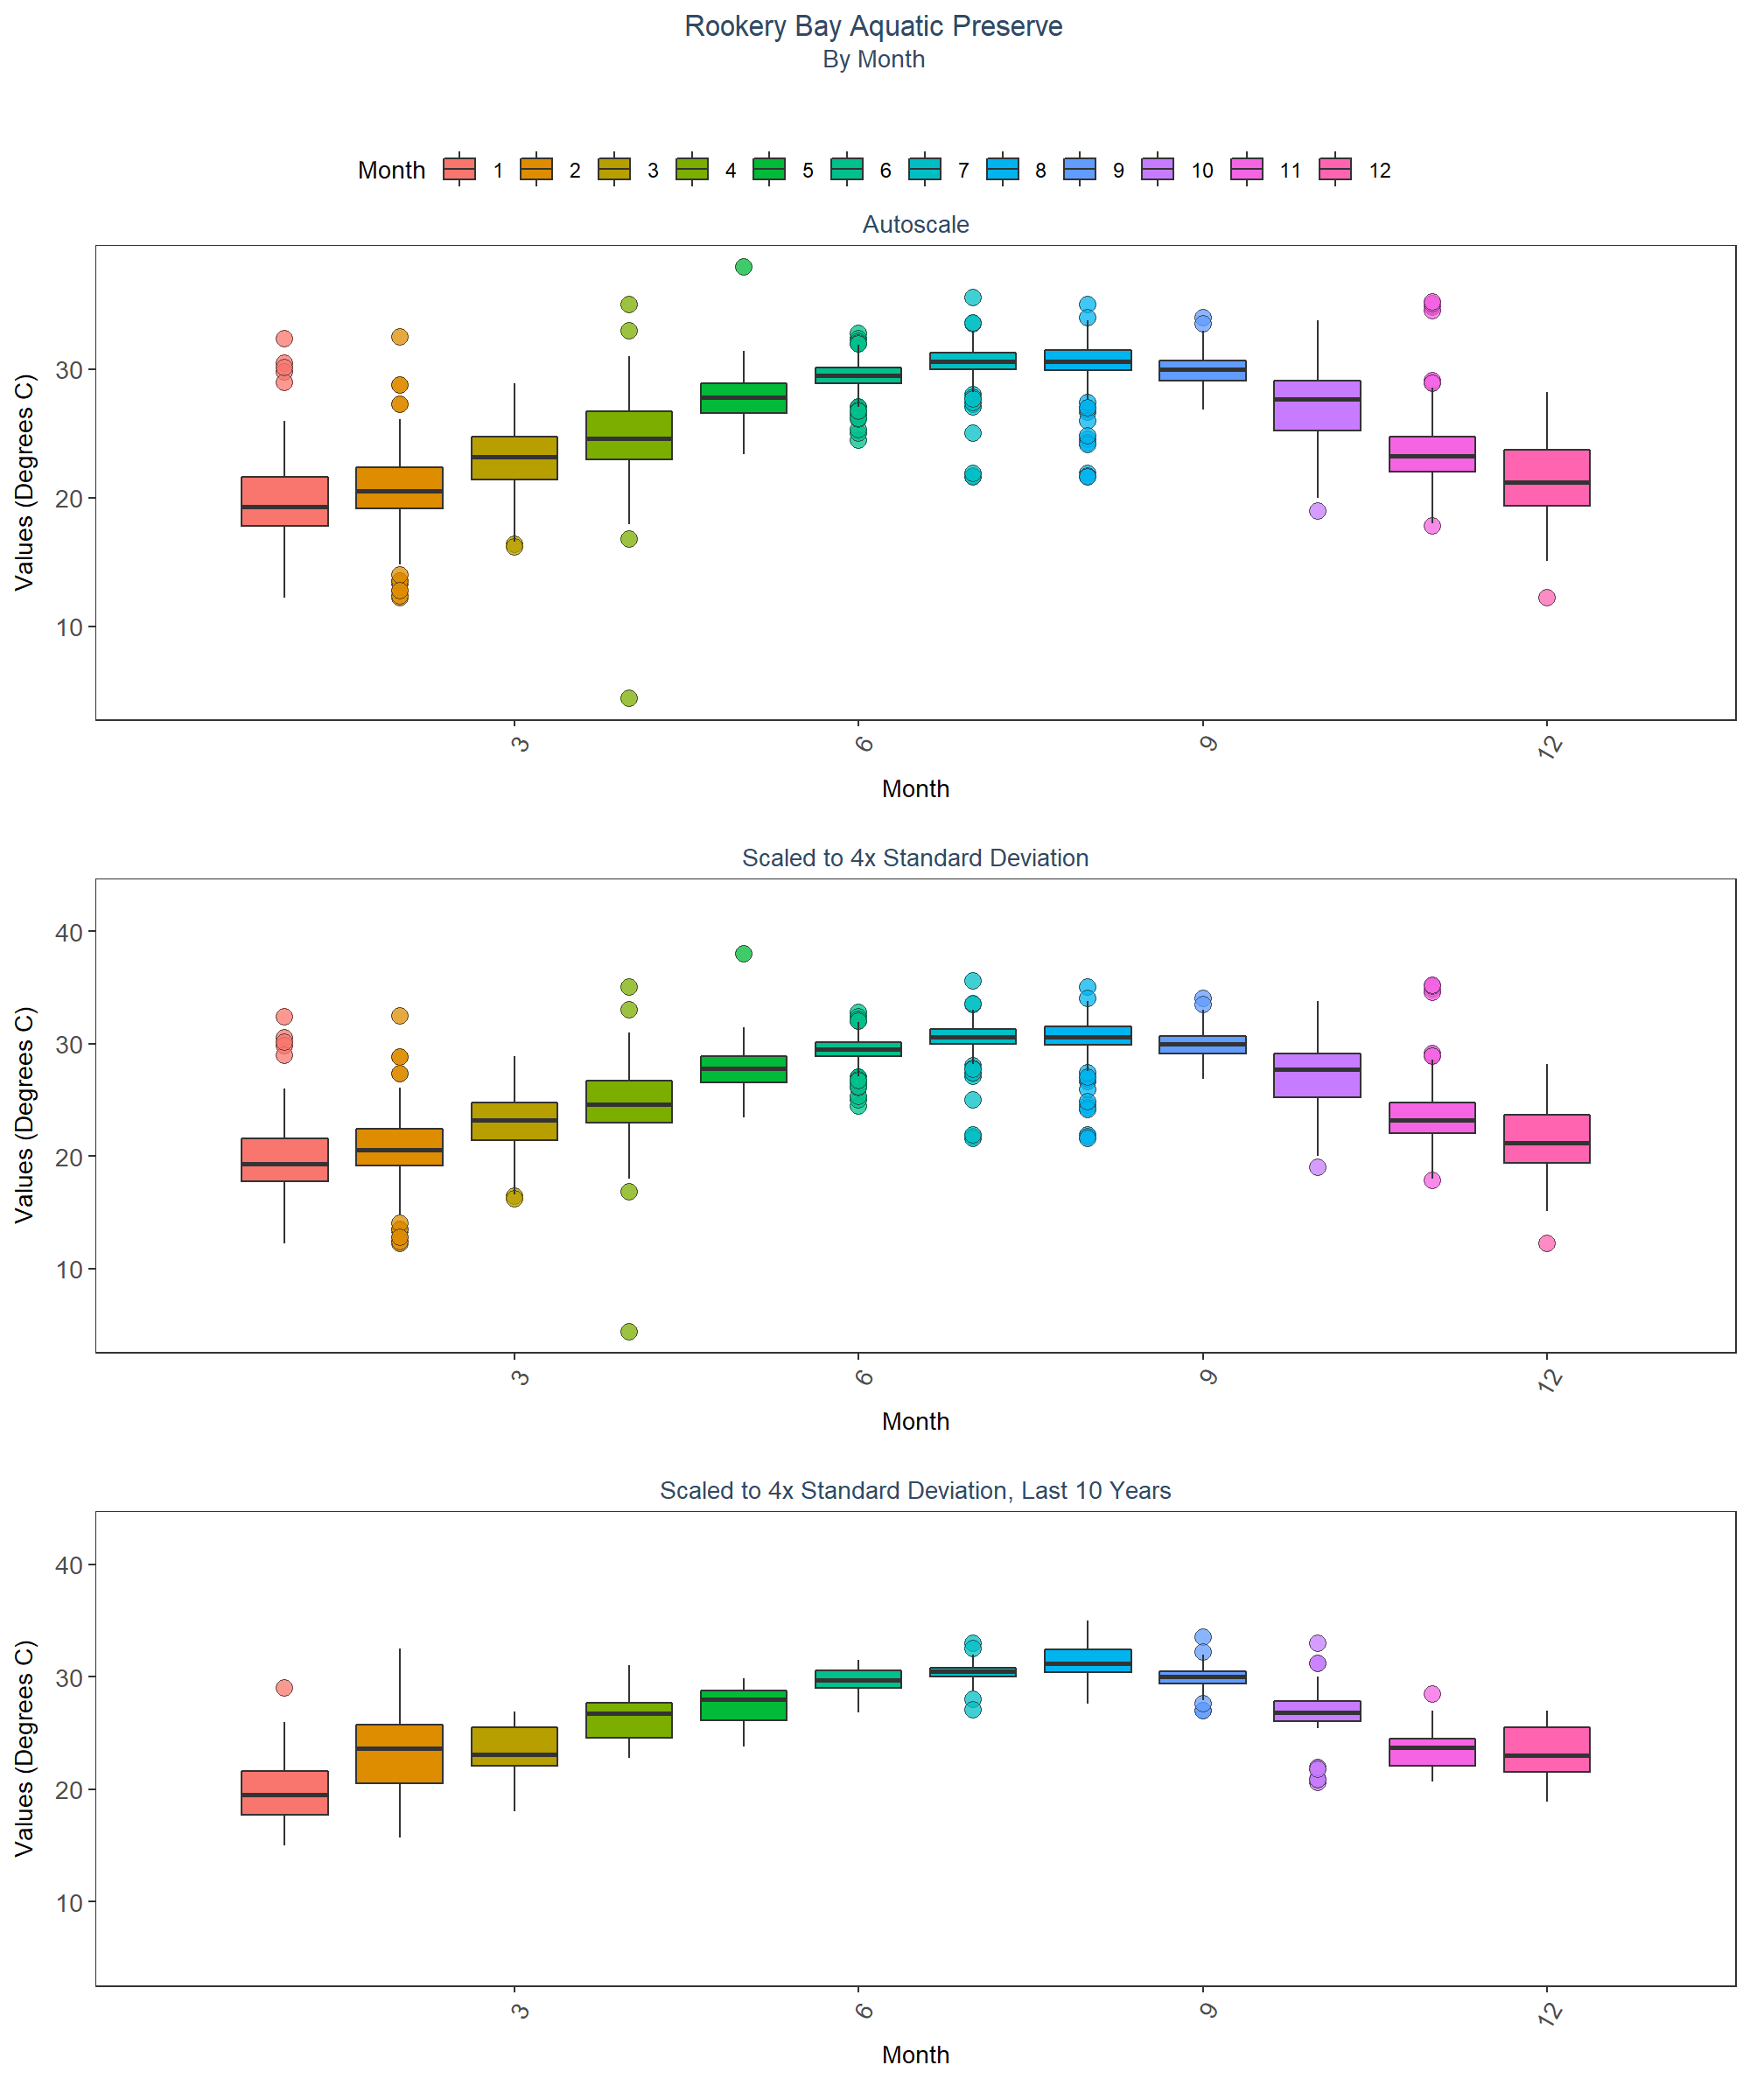 Rookery Bay Aquatic Preserve
By Month
Month 1 2 3 4 5 6 7 8 9 10 11 12
Autoscale
Values (Degrees C)
30
20
10
3 6 9 12
Month
Scaled to 4x Standard Deviation
Values (Degrees C)
40
30
20
10
3 6 9 12
Month
Scaled to 4x Standard Deviation, Last 10 Years
Values (Degrees C)
40
30
20
10
3 6 9 12
Month